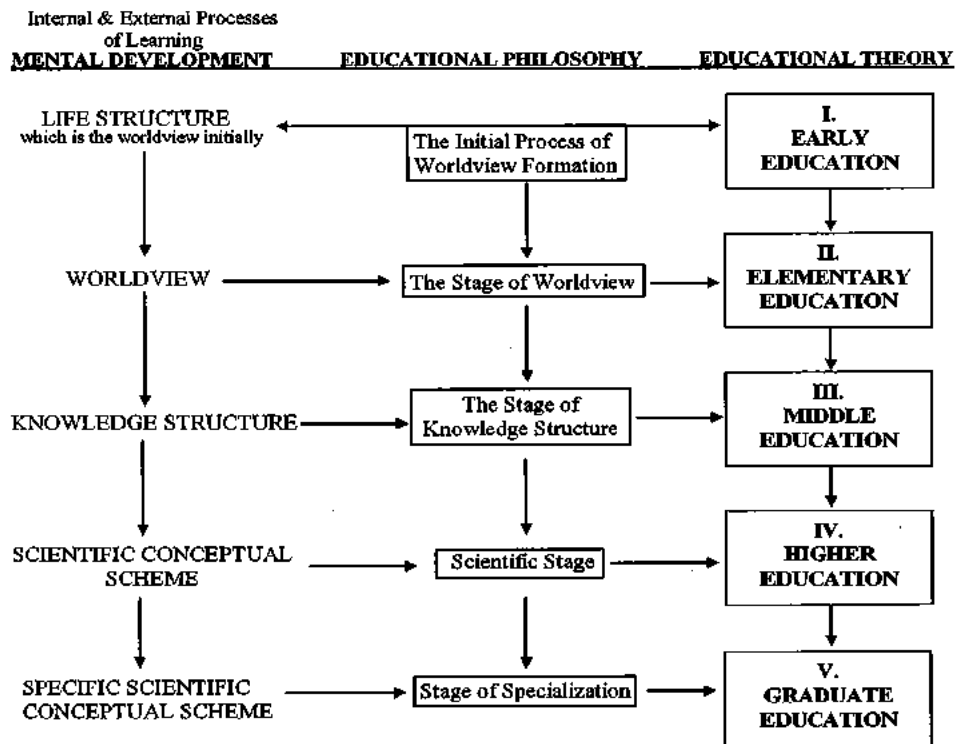 Internal & External Processes
of Learning
MENTAL DEVELOPMENT EDUCATIONAL PHILOSOPHY EDUCATIONAL THEORY
LIFE STRUCTURE
which is the worldview initially
The Initial Process of
Worldview Formation
I.
EARLY
EDUCATION
WORLDVIEW
The Stage of Worldview
II.
ELEMENTARY
EDUCATION
KNOWLEDGE STRUCTURE
The Stage of
Knowledge Structure
III.
MIDDLE
EDUCATION
SCIENTIFIC CONCEPTUAL
SCHEME
Scientific Stage
IV.
HIGHER
EDUCATION
SPECIFIC SCIENTIFIC
CONCEPTUAL SCHEME
Stage of Specialization
V.
GRADUATE
EDUCATION